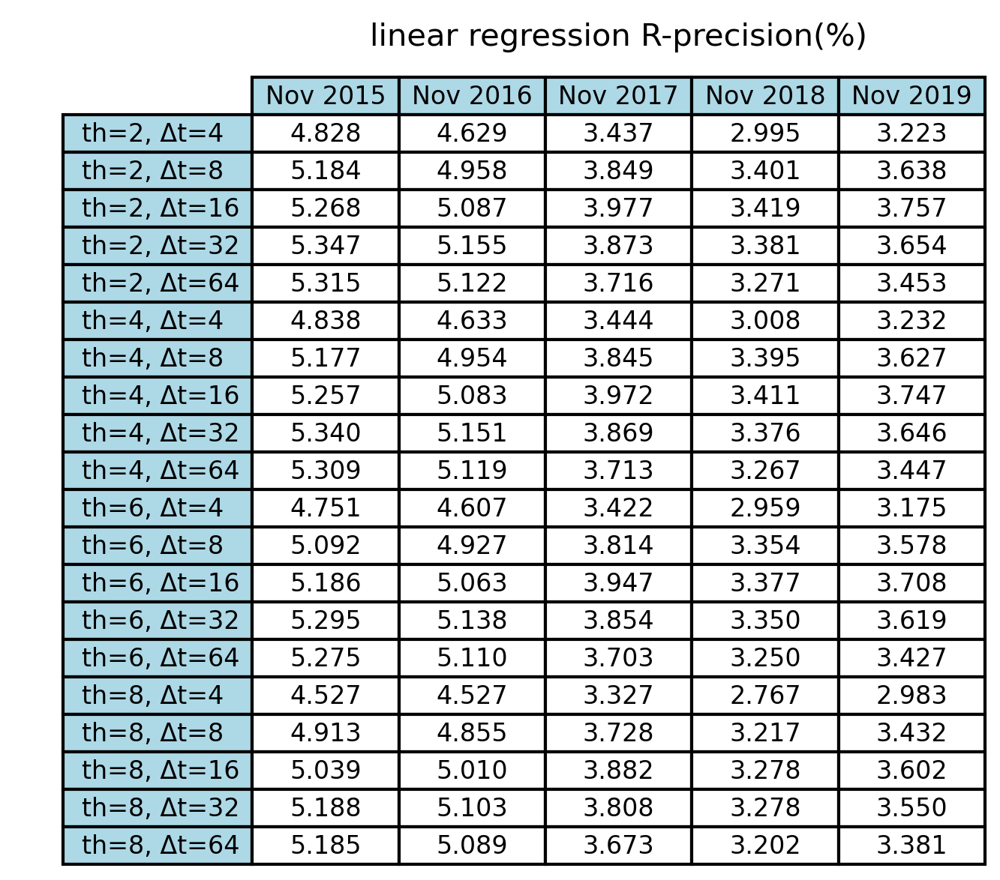 linear regression R-precision(%)
Nov 2015 Nov 2016 Nov 2017 Nov 2018 Nov 2019
th=2, Δt=4 4.828 4.629 3.437 2.995 3.223
th=2, Δt=8 5.184 4.958 3.849 3.401 3.638
th=2, Δt=16 5.268 5.087 3.977 3.419 3.757
th=2, Δt=32 5.347 5.155 3.873 3.381 3.654
th=2, Δt=64 5.315 5.122 3.716 3.271 3.453
th=4, Δt=4 4.838 4.633 3.444 3.008 3.232
th=4, Δt=8 5.177 4.954 3.845 3.395 3.627
th=4, Δt=16 5.257 5.083 3.972 3.411 3.747
th=4, Δt=32 5.340 5.151 3.869 3.376 3.646
th=4, Δt=64 5.309 5.119 3.713 3.267 3.447
th=6, Δt=4 4.751 4.607 3.422 2.959 3.175
th=6, Δt=8 5.092 4.927 3.814 3.354 3.578
th=6, Δt=16 5.186 5.063 3.947 3.377 3.708
th=6, Δt=32 5.295 5.138 3.854 3.350 3.619
th=6, Δt=64 5.275 5.110 3.703 3.250 3.427
th=8, Δt=4 4.527 4.527 3.327 2.767 2.983
th=8, Δt=8 4.913 4.855 3.728 3.217 3.432
th=8, Δt=16 5.039 5.010 3.882 3.278 3.602
th=8, Δt=32 5.188 5.103 3.808 3.278 3.550
th=8, Δt=64 5.185 5.089 3.673 3.202 3.381